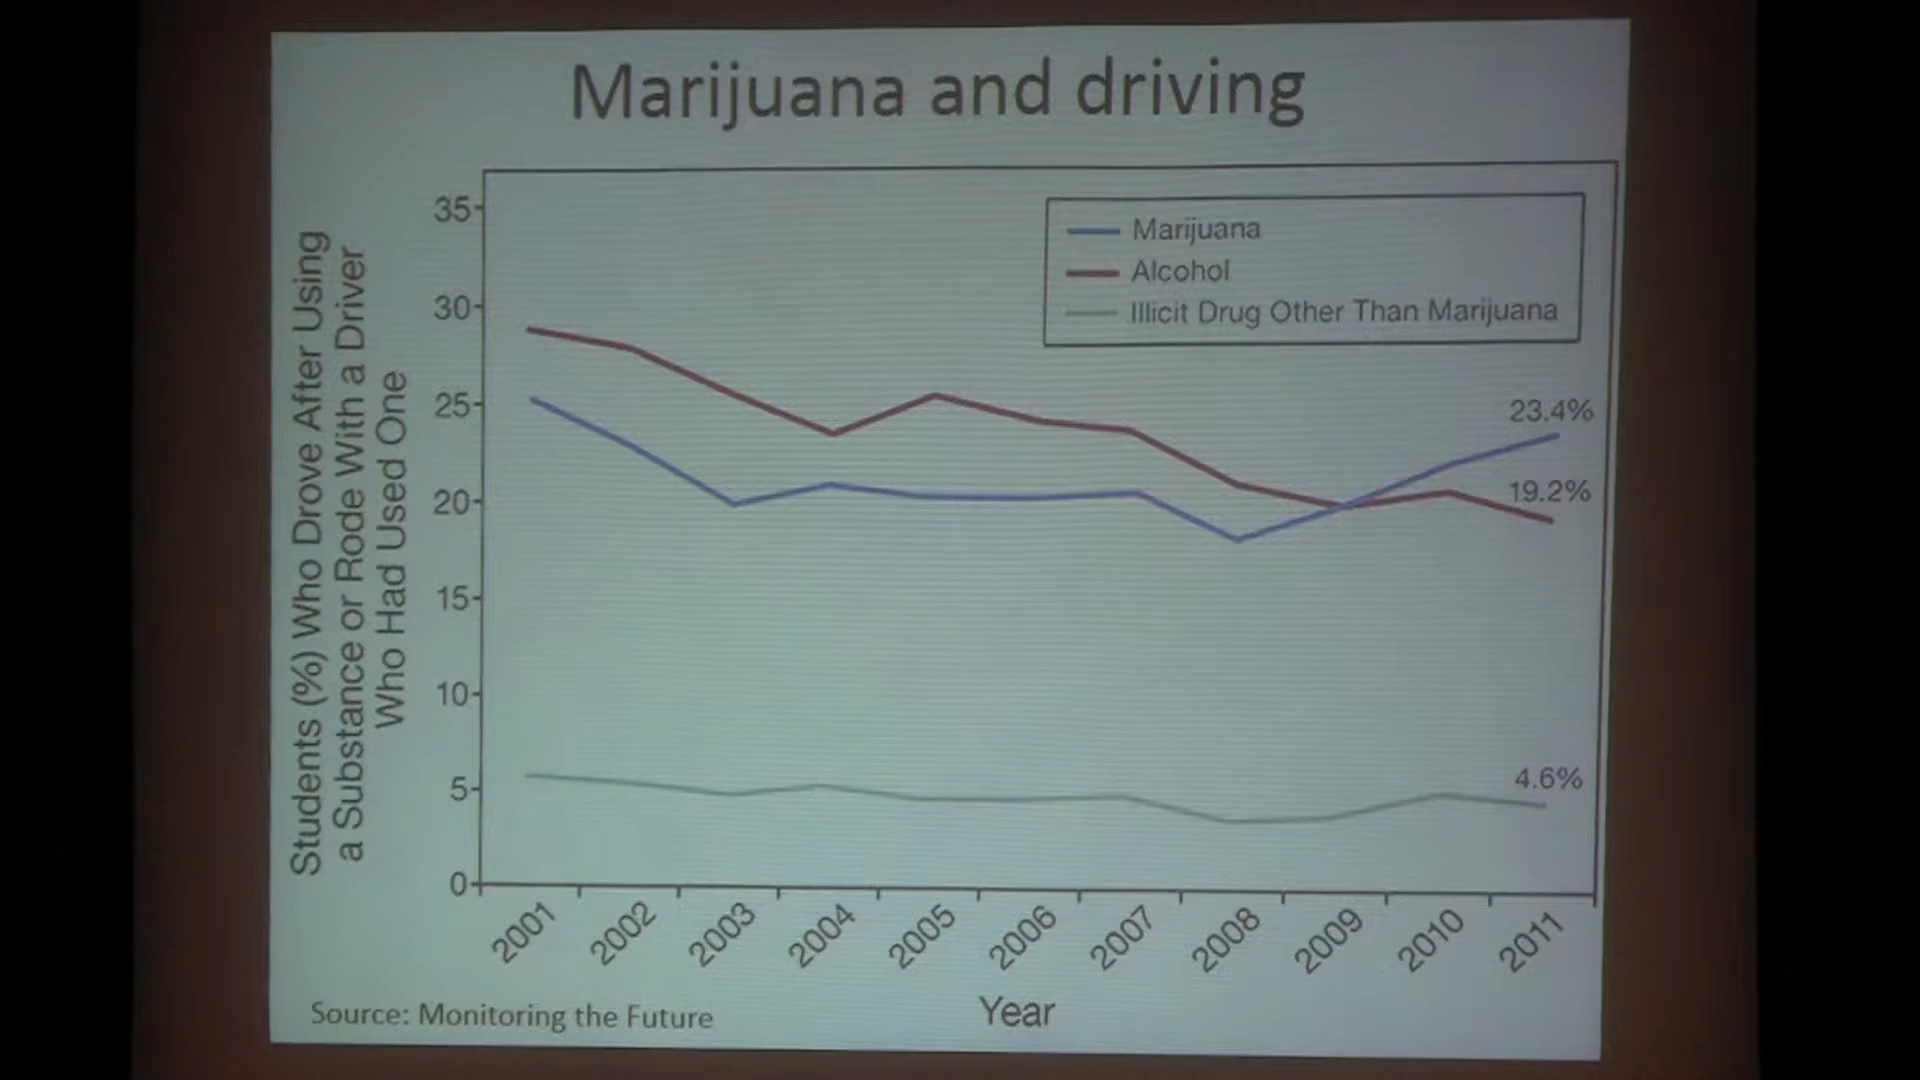 Marijuana and driving
Students (%) Who Drove After Using
a Substance or Rode With a Driver
Who Had Used One
35
30
25
20
15
10
5
0
Marijuana
Alcohol
Illicit Drug Other Than Marijuana
23.4%
19.2%
4.6%
2001
2002
2003
2004
2005
2006
2007
2008
2009
2010
2011
Year
Source: Monitoring the Future